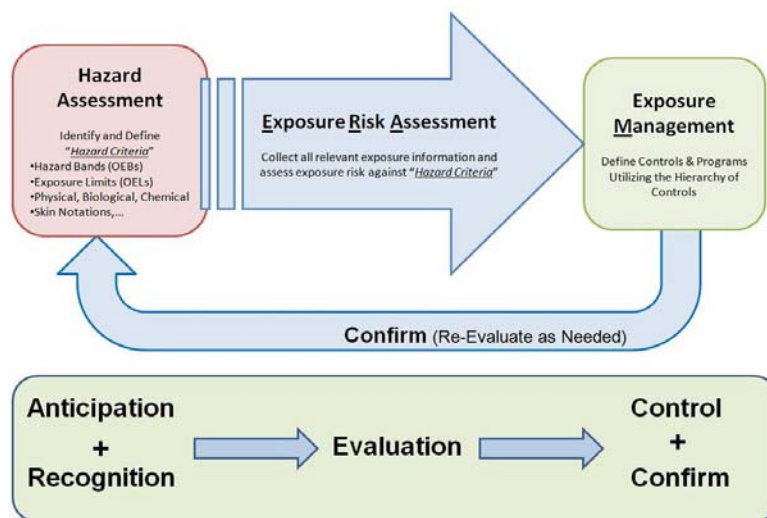 Hazard
Assessment
Identify and Define
"Hazard Criteria"
•Hazard Bands (OEBs)
•Exposure Limits (OELs)
•Physical, Biological, Chemical
•Skin Notations,...
Exposure Risk Assessment
Collect all relevant exposure information and
assess exposure risk against "Hazard Criteria"
Exposure
Management
Define Controls & Programs
Utilizing the Hierarchy of
Controls
Confirm (Re-Evaluate as Needed)
Anticipation
+
Recognition
Evaluation
Control
+
Confirm